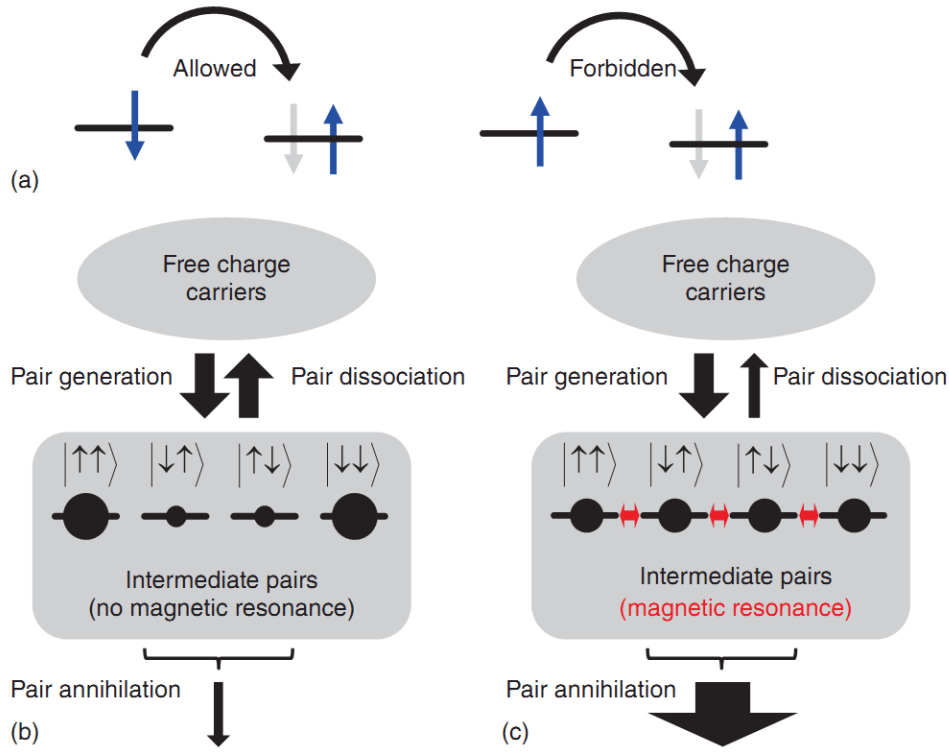 Allowed
Forbidden
(a)
Free charge
carriers
Pair generation
Pair dissociation
|↑↑⟩ |↓↑⟩ |↑↓⟩ |↓↓⟩
Intermediate pairs
(no magnetic resonance)
Pair annihilation
(b)
Free charge
carriers
Pair generation
Pair dissociation
|↑↑⟩ |↓↑⟩ |↑↓⟩ |↓↓⟩
Intermediate pairs
(magnetic resonance)
Pair annihilation
(c)